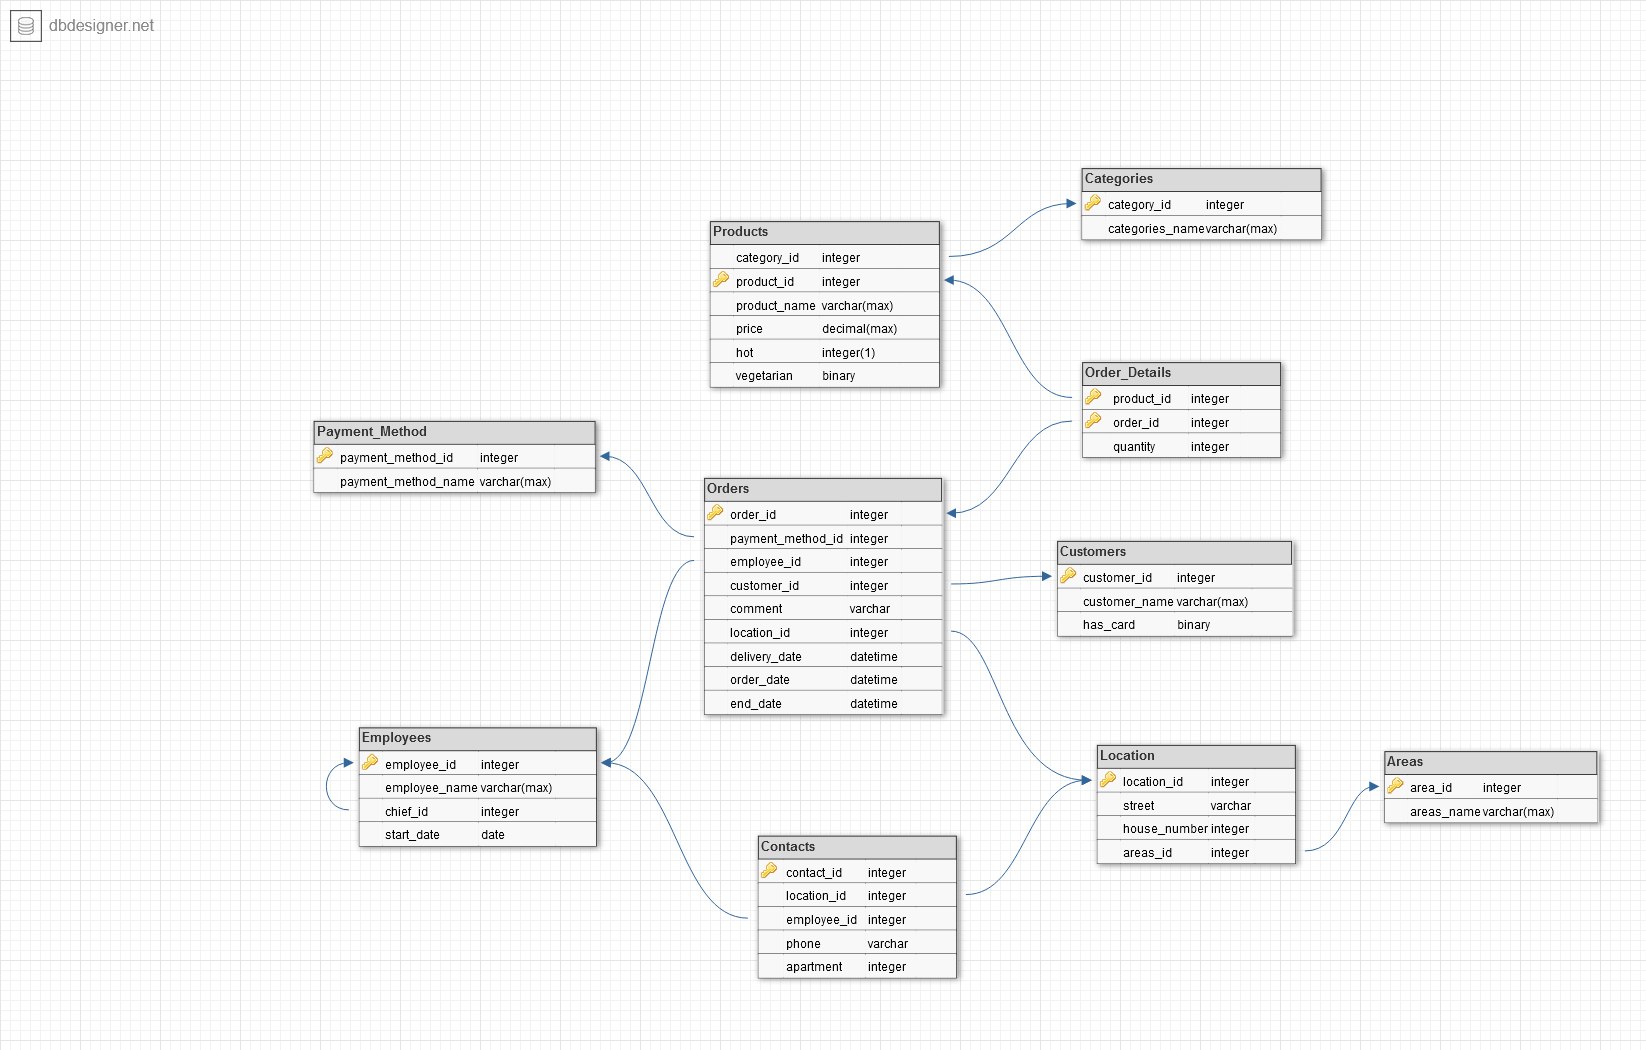 dbdesigner.net
Categories
category_id integer
categories_name varchar(max)
Products
category_id integer
product_id integer
product_name varchar(max)
price decimal(max)
hot integer(1)
vegetarian binary
Order_Details
product_id integer
order_id integer
quantity integer
Payment_Method
payment_method_id integer
payment_method_name varchar(max)
Orders
order_id integer
payment_method_id integer
employee_id integer
customer_id integer
comment varchar
location_id integer
delivery_date datetime
order_date datetime
end_date datetime
Customers
customer_id integer
customer_name varchar(max)
has_card binary
Employees
employee_id integer
employee_name varchar(max)
chief_id integer
start_date date
Location
location_id integer
street varchar
house_number integer
areas_id integer
Areas
area_id integer
areas_name varchar(max)
Contacts
contact_id integer
location_id integer
employee_id integer
phone varchar
apartment integer